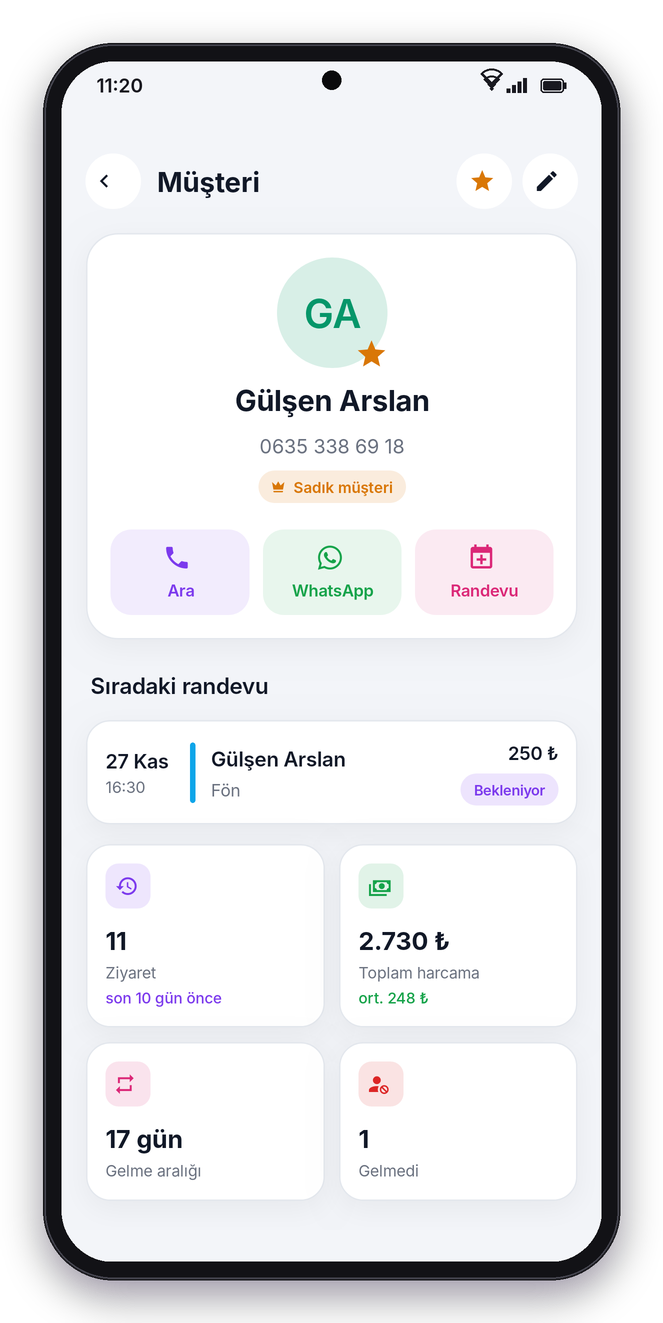 11:20
Müşteri
GA
Gülşen Arslan
0635 338 69 18
Sadık müşteri
Ara
WhatsApp
Randevu
Sıradaki randevu
27 Kas
16:30
Gülşen Arslan
Fön
250 ₺
Bekleniyor
11
Ziyaret
son 10 gün önce
2.730 ₺
Toplam harcama
ort. 248 ₺
17 gün
Gelme aralığı
1
Gelmedi